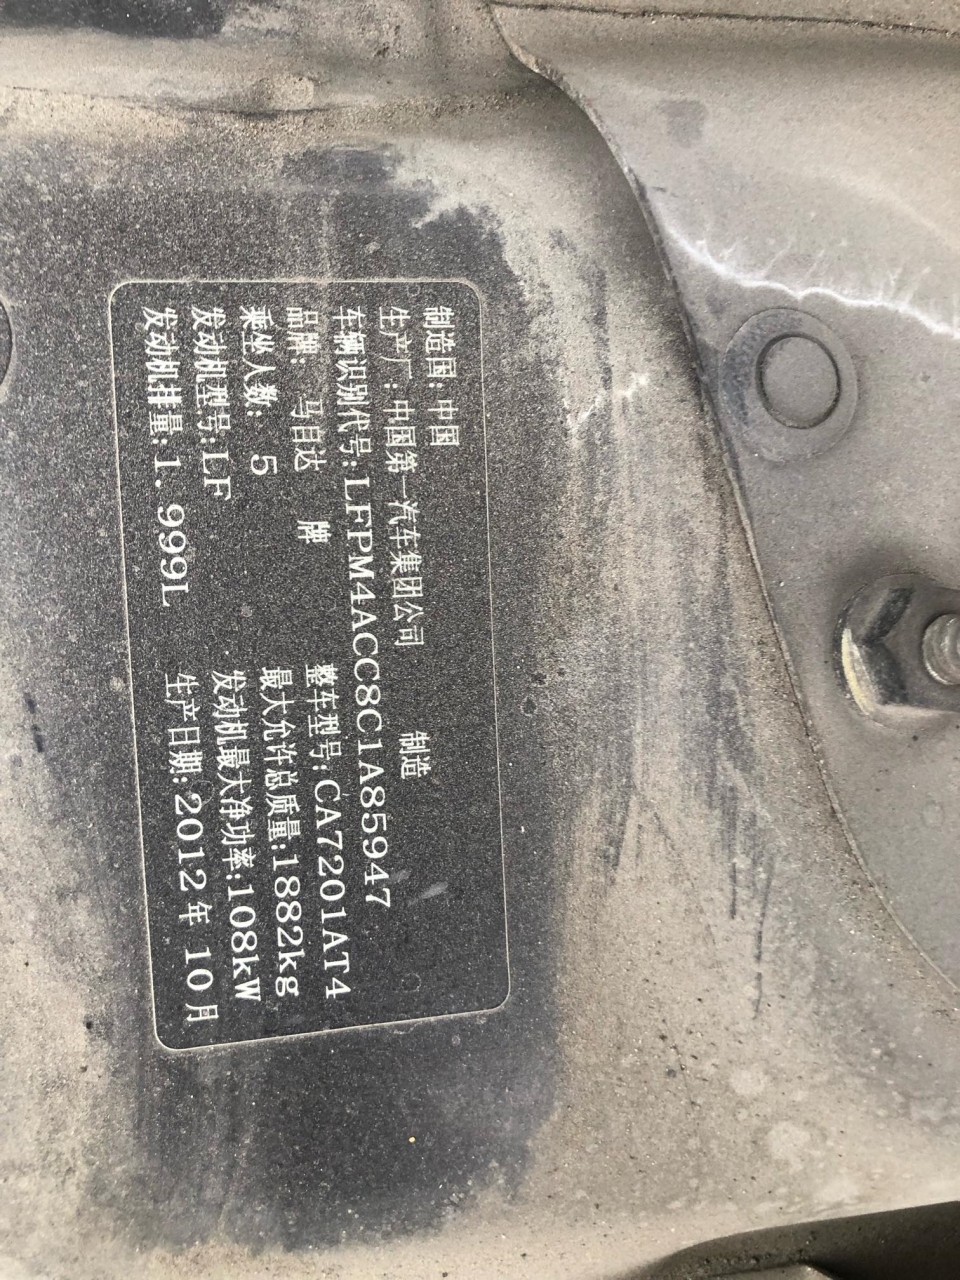 制造国: 中国
生产厂: 中国第一汽车集团公司 制造
车辆识别代号: LFPM4ACC8C1A85947
品牌: 马自达 牌 整车型号: CA7201AT4
乘坐人数: 5 最大允许总质量: 1882kg
发动机型号: LF 发动机最大净功率: 108kW
发动机排量: 1.999L 生产日期: 2012年10月